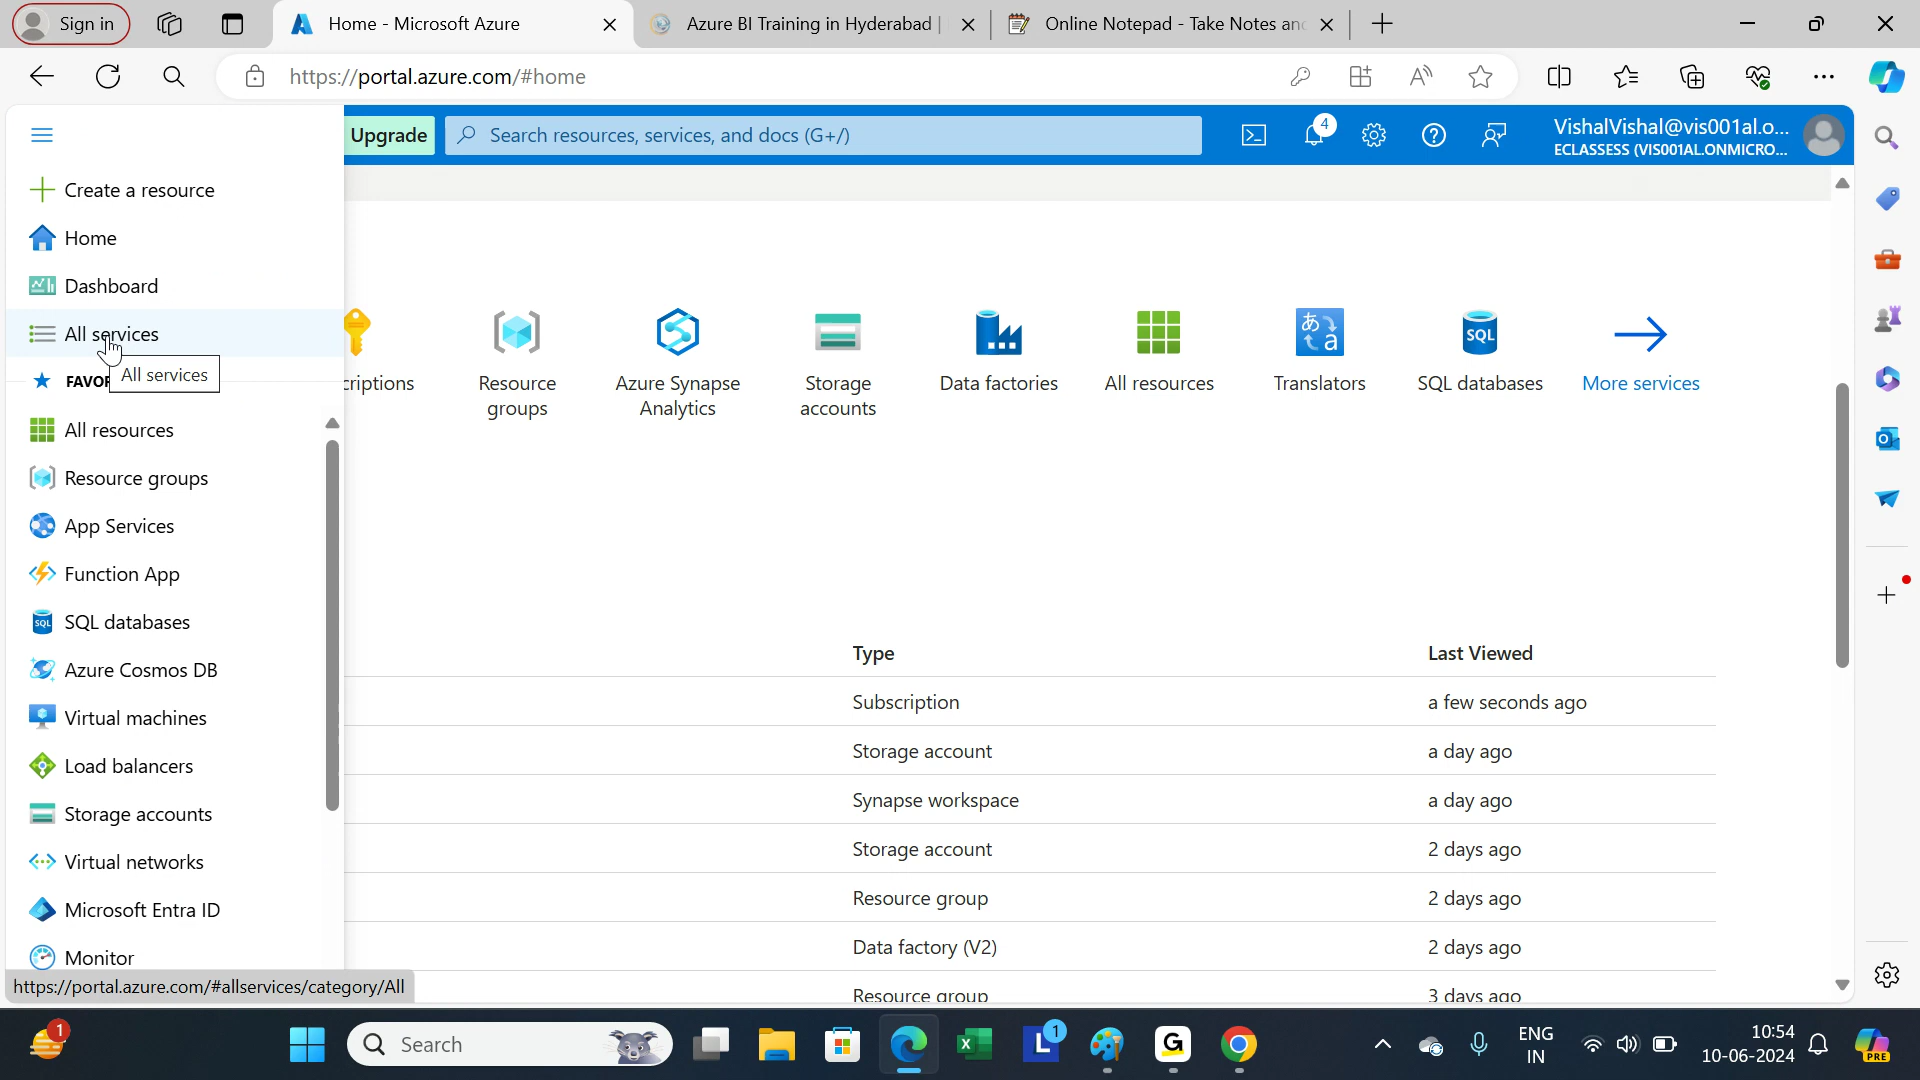 Sign in
Home - Microsoft Azure
Azure BI Training in Hyderabad |
Online Notepad - Take Notes an
https://portal.azure.com/#home
Upgrade
Search resources, services, and docs (G+/)
4
VishalVishal@vis001al.o...
ECLASSESS (VIS001AL.ONMICRO...
Create a resource
Home
Dashboard
All services
All services
FAVOR
All resources
Resource groups
App Services
Function App
SQL databases
Azure Cosmos DB
Virtual machines
Load balancers
Storage accounts
Virtual networks
Microsoft Entra ID
Monitor
https://portal.azure.com/#allservices/category/All
criptions
Resource
groups
Azure Synapse
Analytics
Storage
accounts
Data factories
All resources
Translators
SQL
SQL databases
More services
Type
Last Viewed
Subscription
a few seconds ago
Storage account
a day ago
Synapse workspace
a day ago
Storage account
2 days ago
Resource group
2 days ago
Data factory (V2)
2 days ago
Resource group
3 days ago
1
Search
1
ENG
IN
10:54
10-06-2024
PRE